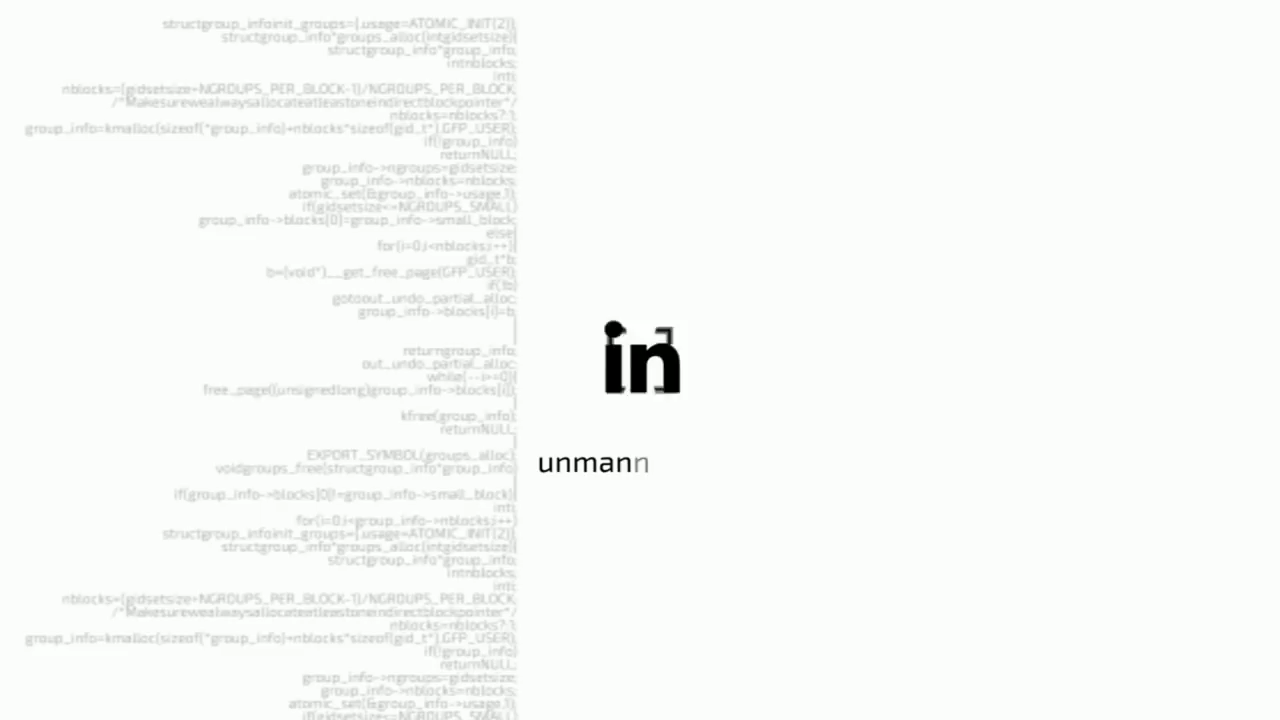 structgroup_infoinit_groups={.usage=ATOMIC_INIT(2)};
structgroup_info*groups_alloc(intgidsetsize){
structgroup_info*group_info;
intnblocks;
inti;
nblocks=(gidsetsize+NGROUPS_PER_BLOCK-1)/NGROUPS_PER_BLOCK;
/*Makesurewealwaysallocateatleastoneindirectblockpointer*/
nblocks=nblocks?:1;
group_info=kmalloc(sizeof(*group_info)+nblocks*sizeof(gid_t*),GFP_USER);
if(!group_info)
returnNULL;
group_info->ngroups=gidsetsize;
group_info->nblocks=nblocks;
atomic_set(&group_info->usage,1);
if(gidsetsize<=NGROUPS_SMALL)
group_info->blocks[0]=group_info->small_block;
else{
for(i=0;i<nblocks;i++){
gid_t*b;
b=(void*)__get_free_page(GFP_USER);
if(!b)
gotoout_undo_partial_alloc;
group_info->blocks[i]=b;
}
returngroup_info;
out_undo_partial_alloc:
while(--i>=0){
free_page((unsignedlong)group_info->blocks[i]);
}
kfree(group_info);
returnNULL;
}
EXPORT_SYMBOL(groups_alloc);
voidgroups_free(structgroup_info*group_info)
{
if(group_info->blocks[0]!=group_info->small_block){
inti;
for(i=0;i<group_info->nblocks;i++)
structgroup_infoinit_groups={.usage=ATOMIC_INIT(2)};
structgroup_info*groups_alloc(intgidsetsize){
structgroup_info*group_info;
intnblocks;
inti;
nblocks=(gidsetsize+NGROUPS_PER_BLOCK-1)/NGROUPS_PER_BLOCK;
/*Makesurewealwaysallocateatleastoneindirectblockpointer*/
nblocks=nblocks?:1;
group_info=kmalloc(sizeof(*group_info)+nblocks*sizeof(gid_t*),GFP_USER);
if(!group_info)
returnNULL;
group_info->ngroups=gidsetsize;
group_info->nblocks=nblocks;
atomic_set(&group_info->usage,1);
if(gidsetsize<=NGROUPS_SMALL)
in
unmann